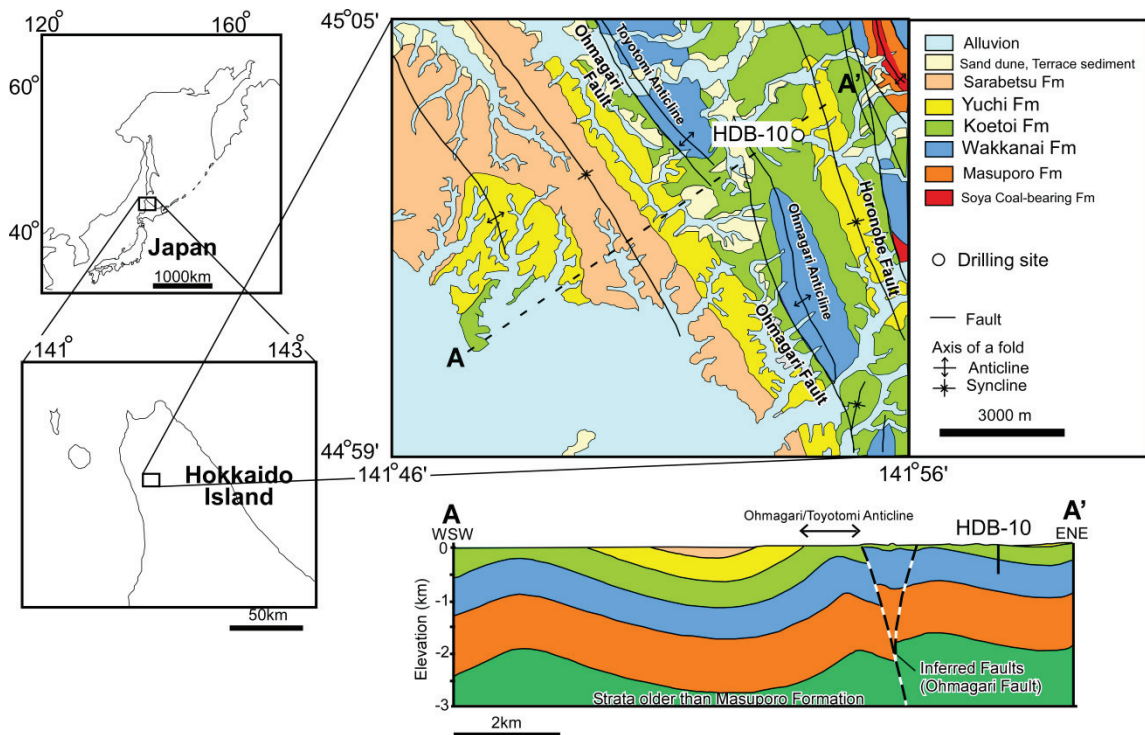 120°
160°
60°
40°
Japan
1000km
141°
143°
Hokkaido
Island
50km
45°05'
44°59'
141°46'
141°56'
Ohmagari
Fault
Toyotomi Anticline
A'
HDB-10
Ohmagari Anticline
Horonobe Fault
Ohmagari Fault
A
Alluvion
Sand dune, Terrace sediment
Sarabetsu Fm
Yuchi Fm
Koetoi Fm
Wakkanai Fm
Masuporo Fm
Soya Coal-bearing Fm
Drilling site
Fault
Axis of a fold
Anticline
Syncline
3000 m
A
WSW
Ohmagari/Toyotomi Anticline
HDB-10
A'
ENE
Elevation (km)
0
-1
-2
-3
Inferred Faults
(Ohmagari Fault)
Strata older than Masuporo Formation
2km